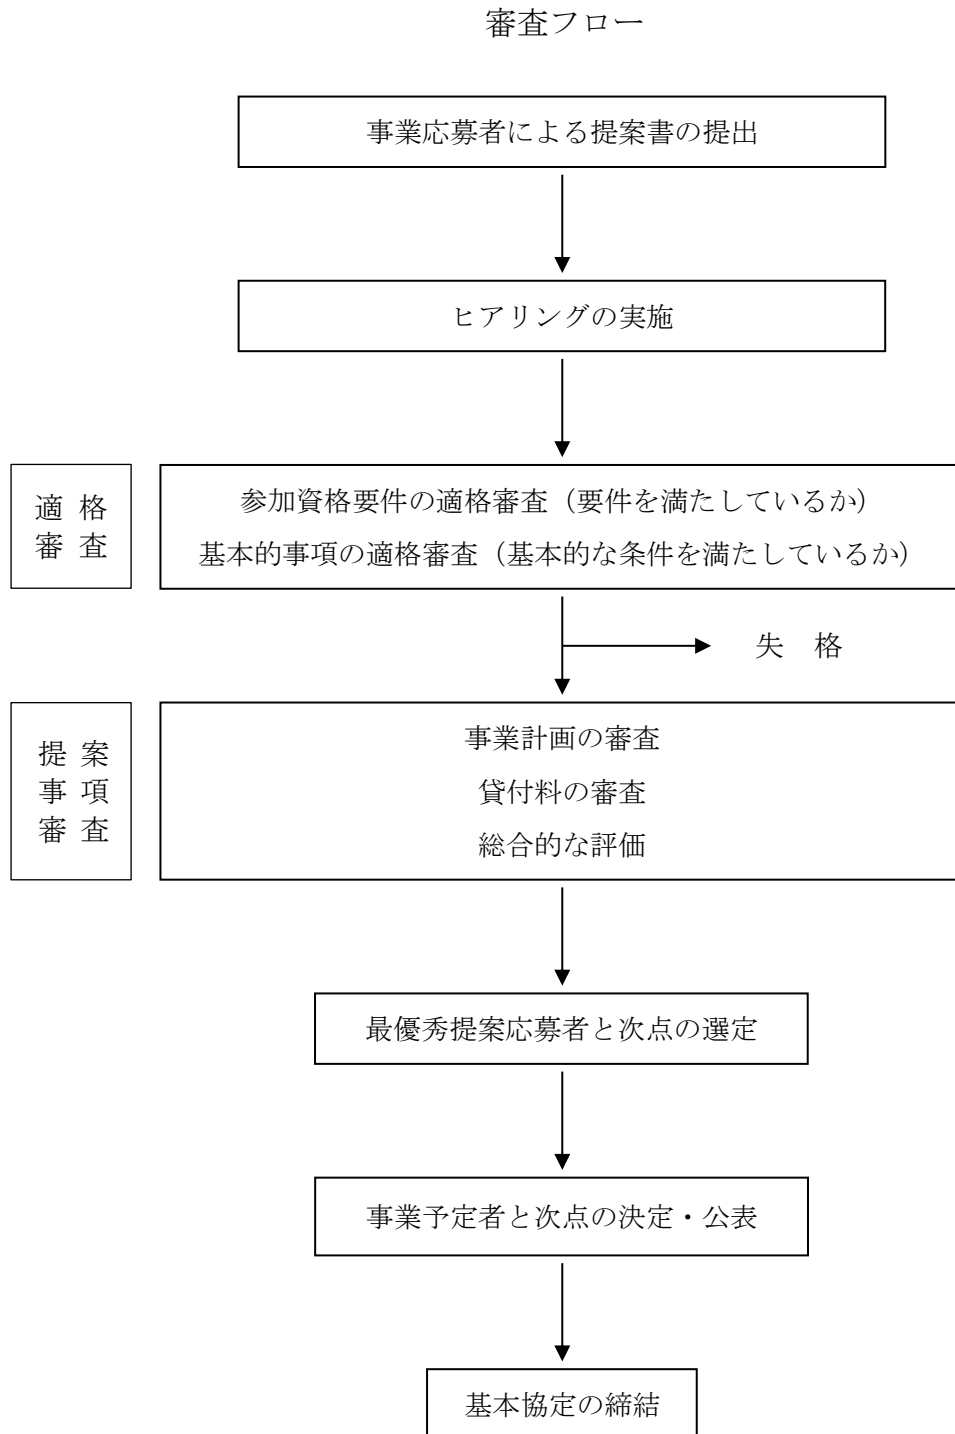 審査フロー
事業応募者による提案書の提出
ヒアリングの実施
適 格
審 査
参加資格要件の適格審査（要件を満たしているか）
基本的事項の適格審査（基本的な条件を満たしているか）
失　格
提 案
事 項
審 査
事業計画の審査
貸付料の審査
総合的な評価
最優秀提案応募者と次点の選定
事業予定者と次点の決定・公表
基本協定の締結